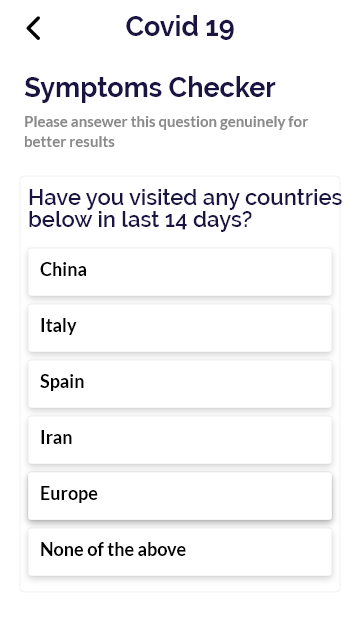 Covid 19
Symptoms Checker
Please ansewer this question genuinely for
better results
Have you visited any countries
below in last 14 days?
China
Italy
Spain
Iran
Europe
None of the above